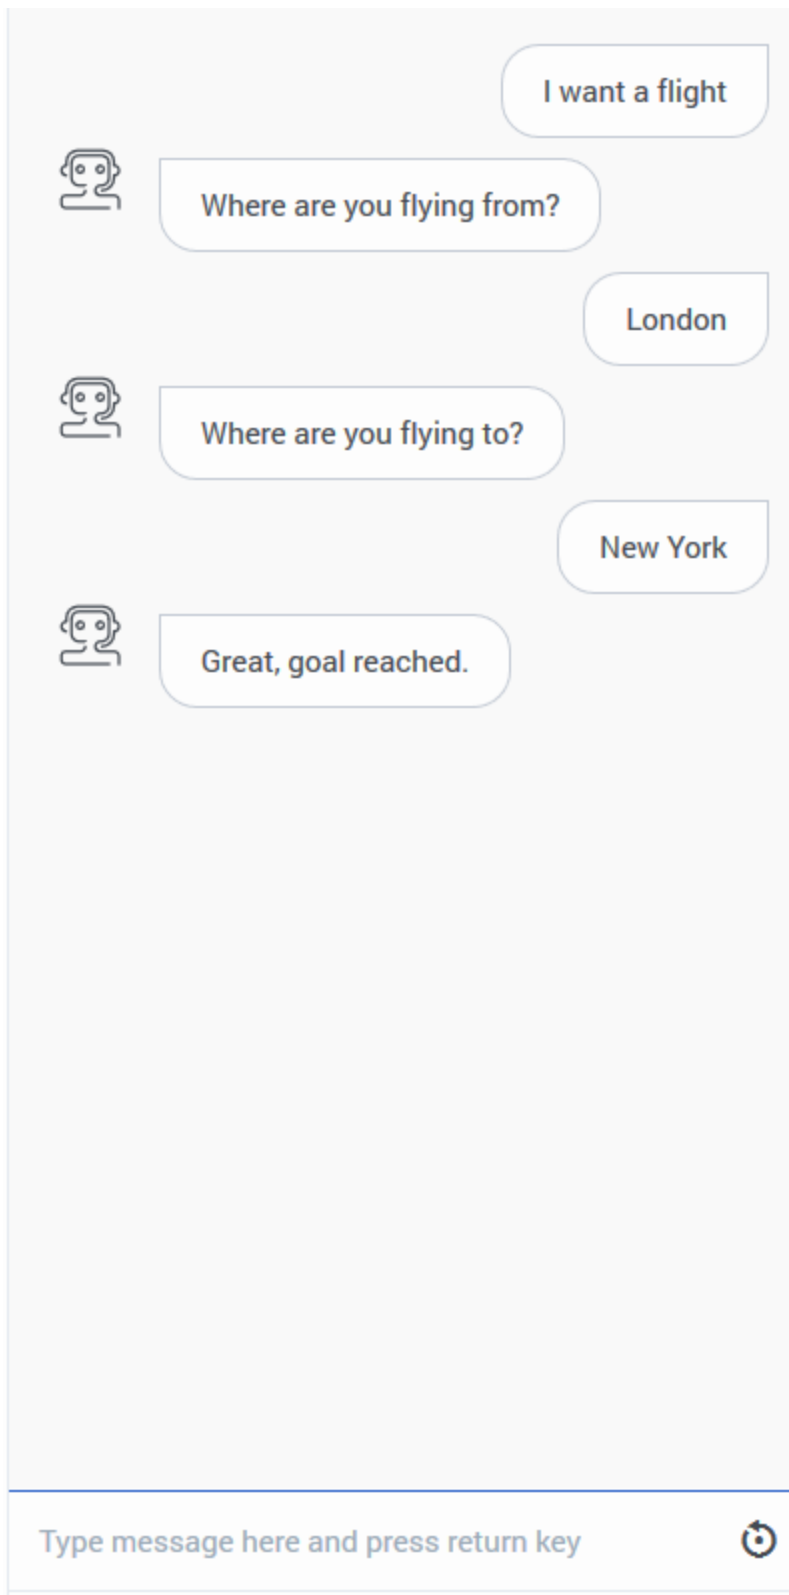 I want a flight
Where are you flying from?
London
Where are you flying to?
New York
Great, goal reached.
Type message here and press return key